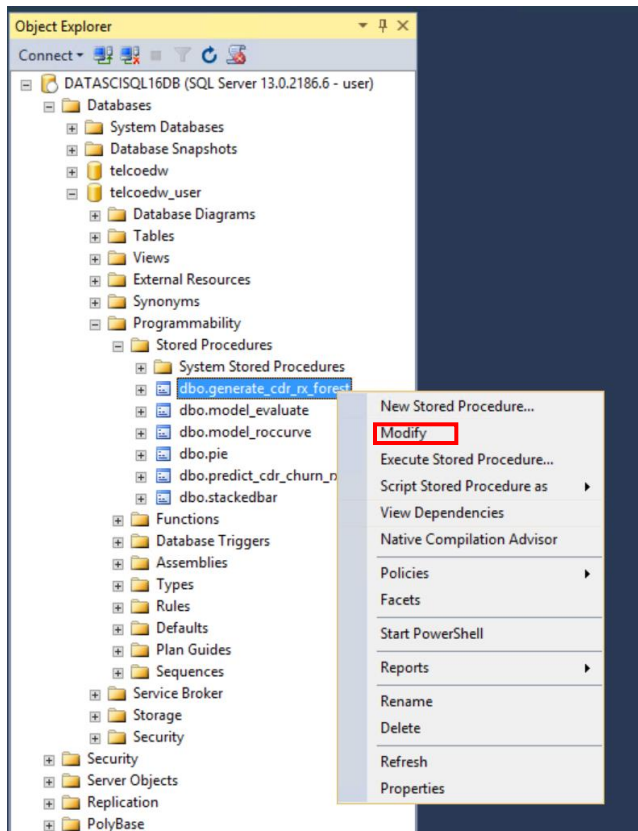 Object Explorer
Connect
DATASCISQL16DB (SQL Server 13.0.2186.6 - user)
Databases
System Databases
Database Snapshots
telcoedw
telcoedw_user
Database Diagrams
Tables
Views
External Resources
Synonyms
Programmability
Stored Procedures
System Stored Procedures
dbo.generate_cdr_rx_forest
dbo.model_evaluate
dbo.model_roccurve
dbo.pie
dbo.predict_cdr_churn_r
dbo.stackedbar
Functions
Database Triggers
Assemblies
Types
Rules
Defaults
Plan Guides
Sequences
Service Broker
Storage
Security
Security
Server Objects
Replication
PolyBase
New Stored Procedure...
Modify
Execute Stored Procedure...
Script Stored Procedure as
View Dependencies
Native Compilation Advisor
Policies
Facets
Start PowerShell
Reports
Rename
Delete
Refresh
Properties